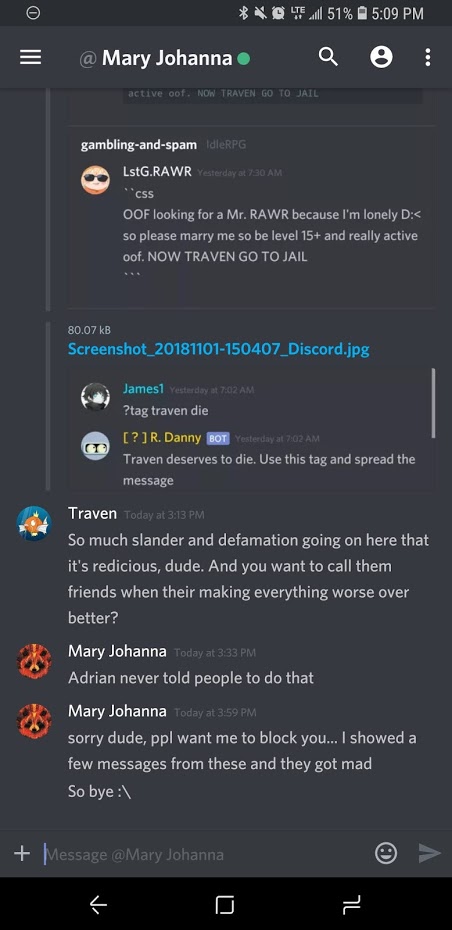 LTE 51% 5:09 PM
@ Mary Johanna
active oof. NOW TRAVEN GO TO JAIL
gambling-and-spam IdleRPG
LstG.RAWR Yesterday at 7:30 AM
``css
OOF looking for a Mr. RAWR because I'm lonely D:<
so please marry me so be level 15+ and really active
oof. NOW TRAVEN GO TO JAIL
```
80.07 kB
Screenshot_20181101-150407_Discord.jpg
James1 Yesterday at 7:02 AM
?tag traven die
[ ? ] R. Danny BOT Yesterday at 7:02 AM
Traven deserves to die. Use this tag and spread the
message
Traven Today at 3:13 PM
So much slander and defamation going on here that
it's redicious, dude. And you want to call them
friends when their making everything worse over
better?
Mary Johanna Today at 3:33 PM
Adrian never told people to do that
Mary Johanna Today at 3:59 PM
sorry dude, ppl want me to block you... I showed a
few messages from these and they got mad
So bye :\
Message @Mary Johanna